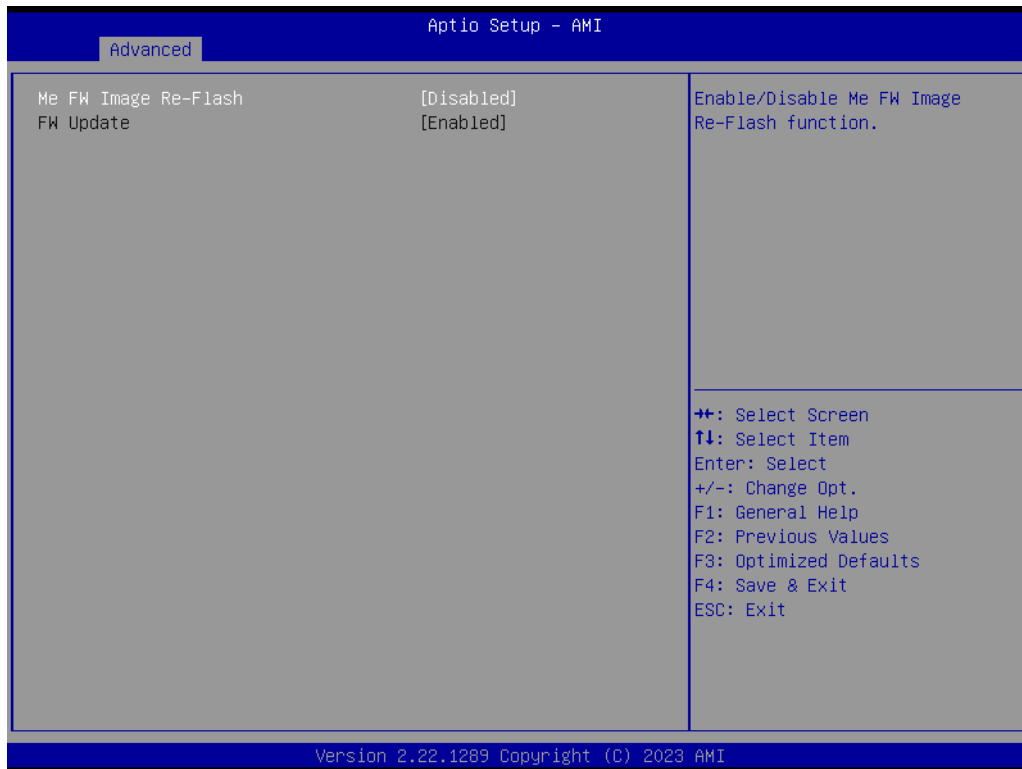 Aptio Setup - AMI
Advanced
Me FW Image Re-Flash [Disabled]
FW Update [Enabled]
Enable/Disable Me FW Image
Re-Flash function.
→←: Select Screen
↑↓: Select Item
Enter: Select
+/-: Change Opt.
F1: General Help
F2: Previous Values
F3: Optimized Defaults
F4: Save & Exit
ESC: Exit
Version 2.22.1289 Copyright (C) 2023 AMI